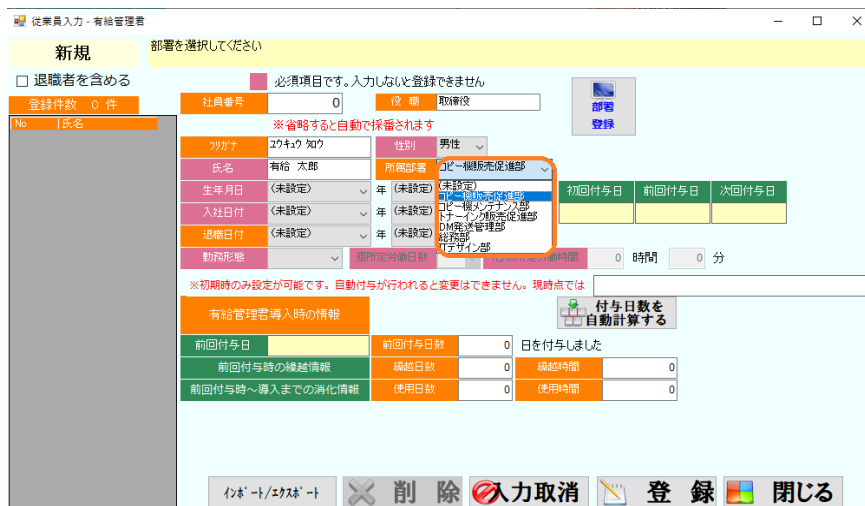 従業員入力 - 有給管理君
新規
部署を選択してください
退職者を含める
必須項目です。入力しないと登録できません
登録件数 0 件
社員番号 0 役 職 取締役
部署
登録
No 氏名
※省略すると自動で採番されます
フリガナ ユウキュウ タロウ 性別 男性
氏名 有給 太郎 所属部署 コピー機販売促進部
(未設定)
コピー機販売促進部
コピー機メンテナンス部
トナーインク販売促進部
DM発送管理部
総務部
ITデザイン部
生年月日 (未設定) 年 (未設定)
初回付与日 前回付与日 次回付与日
入社日付 (未設定) 年 (未設定)
退職日付 (未設定) 年 (未設定)
勤務形態 週所定労働日数 0 時間 0 分
※初期時のみ設定が可能です。自動付与が行われると変更はできません。現時点では
有給管理君導入時の情報
付与日数を
自動計算する
前回付与日 前回付与日数 0 日を付与しました
前回付与時の繰越情報 繰越日数 0 繰越時間 0
前回付与時～導入までの消化情報 使用日数 0 使用時間 0
インポート/エクスポート 削 除 入力取消 登 録 閉じる